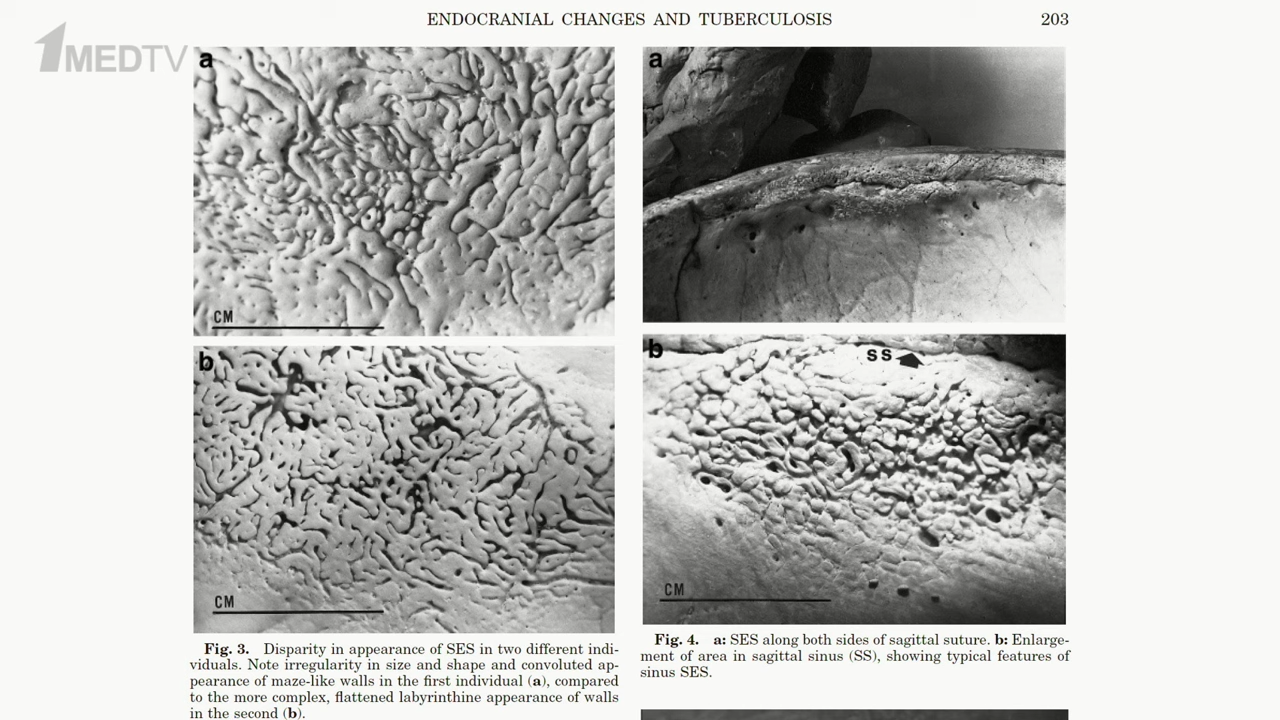 ENDOCRANIAL CHANGES AND TUBERCULOSIS 203
1MEDTV
a
CM
b
CM
Fig. 3. Disparity in appearance of SES in two different indi-
viduals. Note irregularity in size and shape and convoluted ap-
pearance of maze-like walls in the first individual (a), compared
to the more complex, flattened labyrinthine appearance of walls
in the second (b).
a
b
SS
CM
Fig. 4. a: SES along both sides of sagittal suture. b: Enlarge-
ment of area in sagittal sinus (SS), showing typical features of
sinus SES.